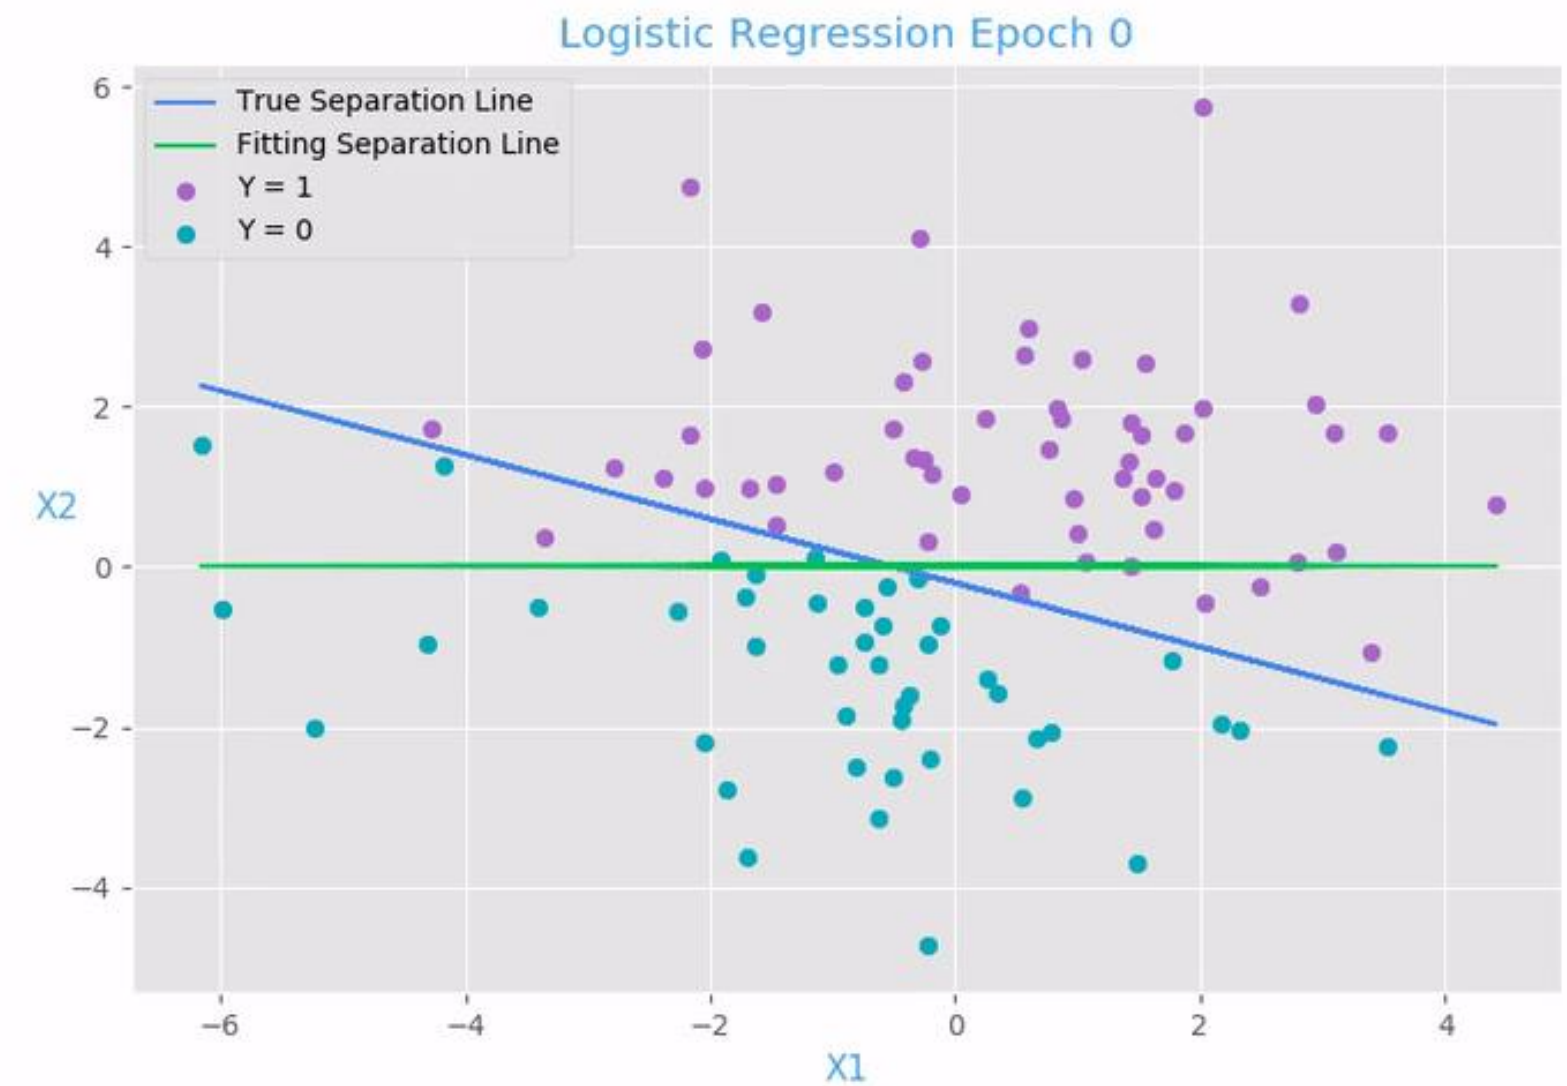 Logistic Regression Epoch 0
True Separation Line
Fitting Separation Line
Y = 1
Y = 0
6
4
2
0
−2
−4
X2
−6 −4 −2 0 2 4
X1